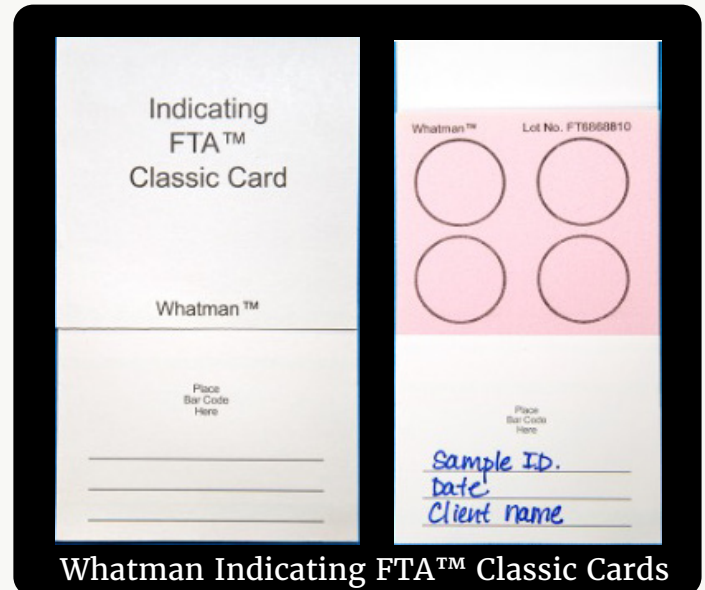 Indicating
FTA™
Classic Card
Whatman™
Place
Bar Code
Here
Whatman™ Lot No. FT6868810
Place
Bar Code
Here
Sample I.D.
Date
Client name
Whatman Indicating FTA™ Classic Cards